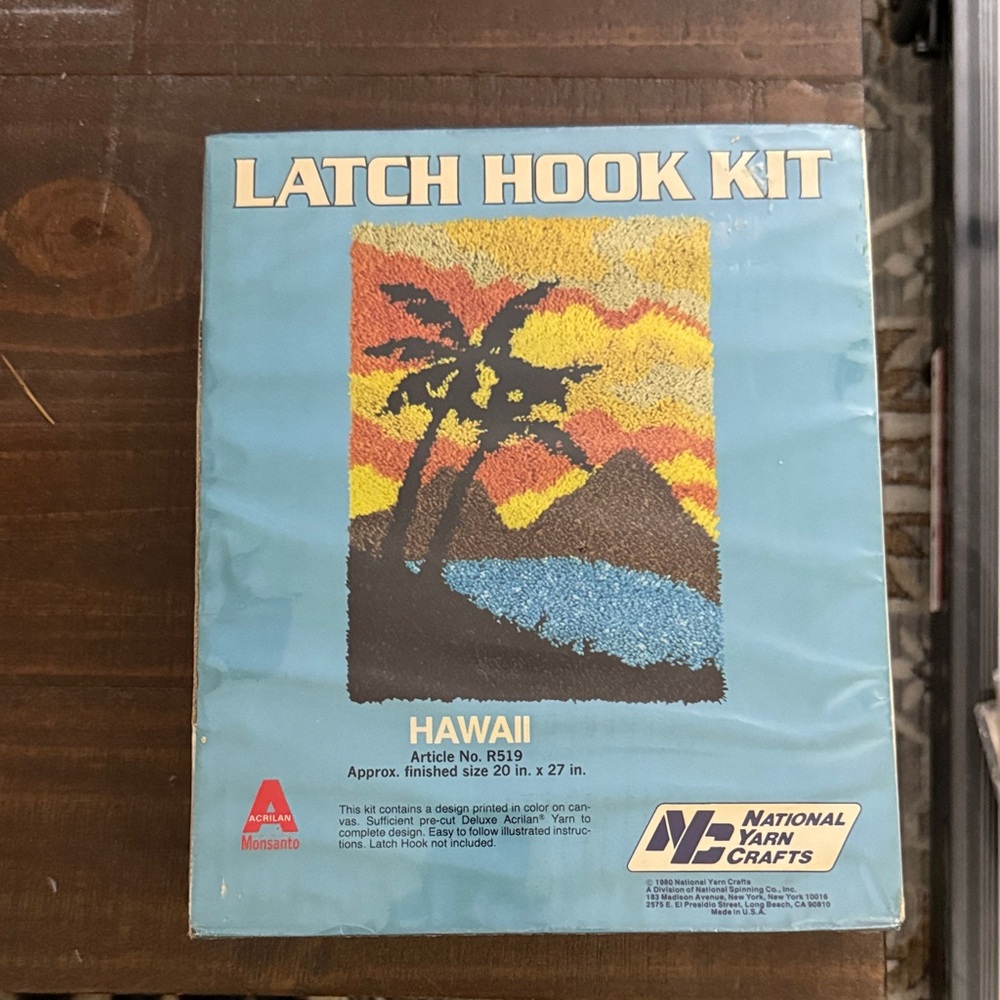 LATCH HOOK KIT
HAWAII
Article No. R519
Approx. finished size 20 in. x 27 in.
ACRILAN
Monsanto
This kit contains a design printed in color on can-
vas. Sufficient pre-cut Deluxe Acrilan® Yarn to
complete design. Easy to follow illustrated instruc-
tions. Latch Hook not included.
NYC
NATIONAL
YARN
CRAFTS
© 1980 National Yarn Crafts
A Division of National Spinning Co., Inc.
183 Madison Avenue, New York, New York 10016
2575 E. El Presidio Street, Long Beach, CA 90810
Made in U.S.A.